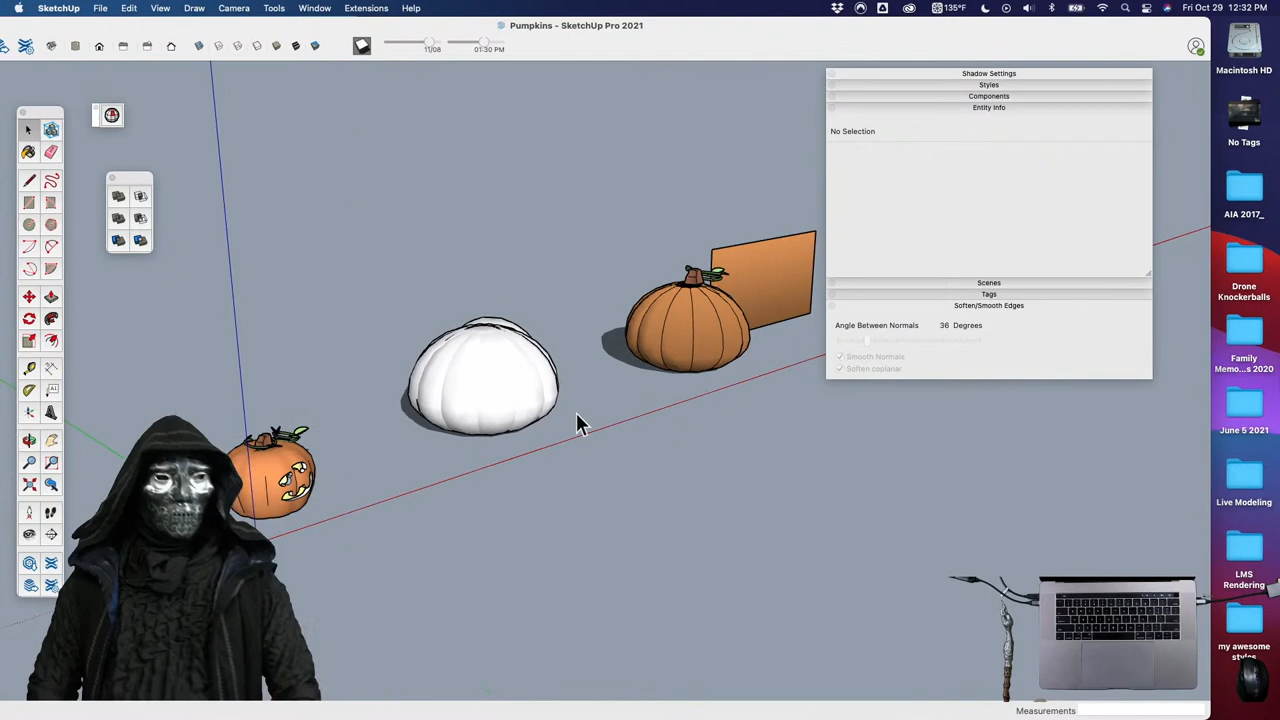 SketchUp File Edit View Draw Camera Tools Window Extensions Help
135°F
Fri Oct 29 12:32 PM
Pumpkins - SketchUp Pro 2021
11/08
01:30 PM
Shadow Settings
Styles
Components
Entity Info
No Selection
Scenes
Tags
Soften/Smooth Edges
Angle Between Normals 36 Degrees
Smooth Normals
Soften coplanar
Macintosh HD
No Tags
AIA 2017_
Drone
Knockerballs
Family
Memo...s 2020
June 5 2021
Live Modeling
LMS
Rendering
my awesome
styles
Measurements